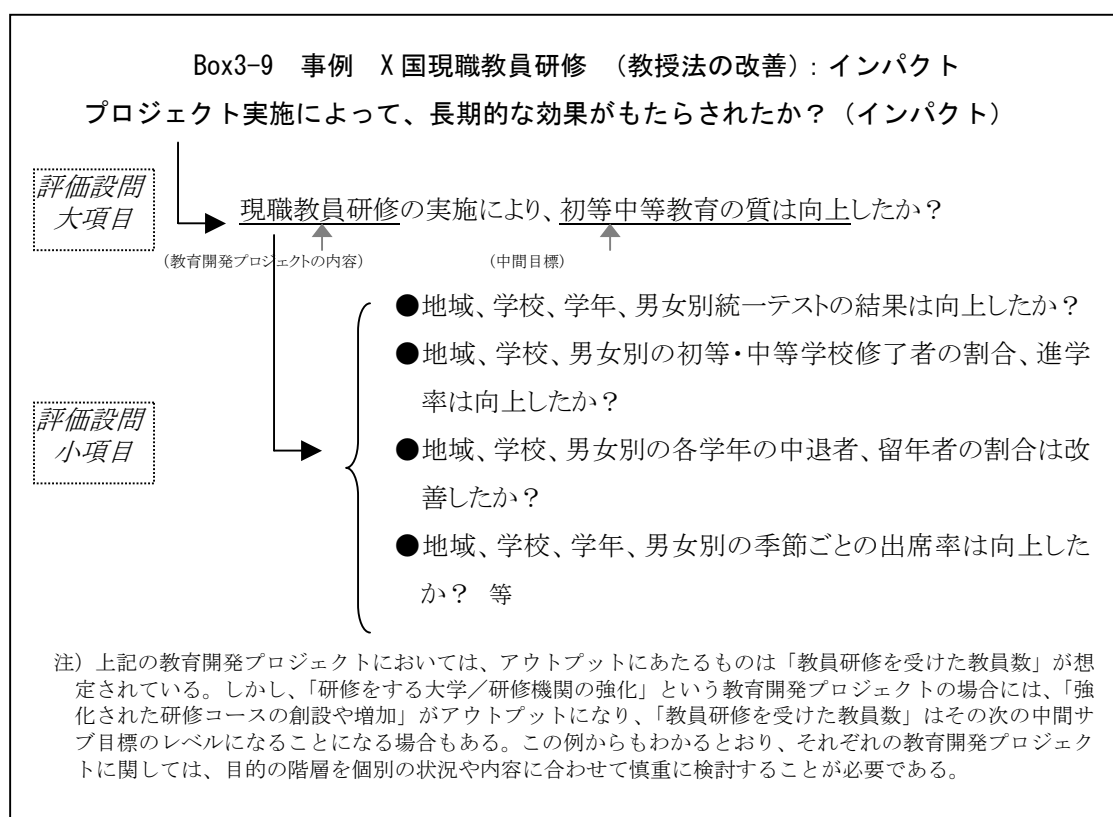 Box3-9　事例　X国現職教員研修　（教授法の改善）：インパクト
プロジェクト実施によって、長期的な効果がもたらされたか？（インパクト）
評価設問
大項目
現職教員研修の実施により、初等中等教育の質は向上したか？
（教育開発プロジェクトの内容）
（中間目標）
●地域、学校、学年、男女別統一テストの結果は向上したか？
●地域、学校、男女別の初等・中等学校修了者の割合、進学
率は向上したか？
評価設問
小項目
●地域、学校、男女別の各学年の中退者、留年者の割合は改
善したか？
●地域、学校、学年、男女別の季節ごとの出席率は向上した
か？　等
注）上記の教育開発プロジェクトにおいては、アウトプットにあたるものは「教員研修を受けた教員数」が想
定されている。しかし、「研修をする大学／研修機関の強化」という教育開発プロジェクトの場合には、「強
化された研修コースの創設や増加」がアウトプットになり、「教員研修を受けた教員数」はその次の中間サ
ブ目標のレベルになることになる場合もある。この例からもわかるとおり、それぞれの教育開発プロジェク
トに関しては、目的の階層を個別の状況や内容に合わせて慎重に検討することが必要である。